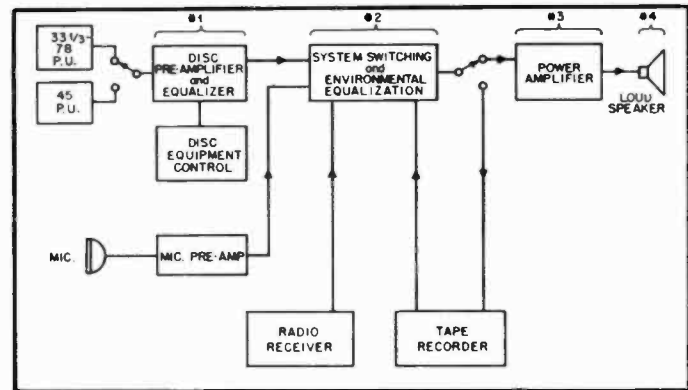 #1
#2
#3
#4
33 1/3-
78
P.U.
45
P.U.
DISC
PRE-AMPLIFIER
and
EQUALIZER
DISC
EQUIPMENT
CONTROL
SYSTEM SWITCHING
and
ENVIRONMENTAL
EQUALIZATION
POWER
AMPLIFIER
LOUD
SPEAKER
MIC.
MIC. PRE-AMP
RADIO
RECEIVER
TAPE
RECORDER